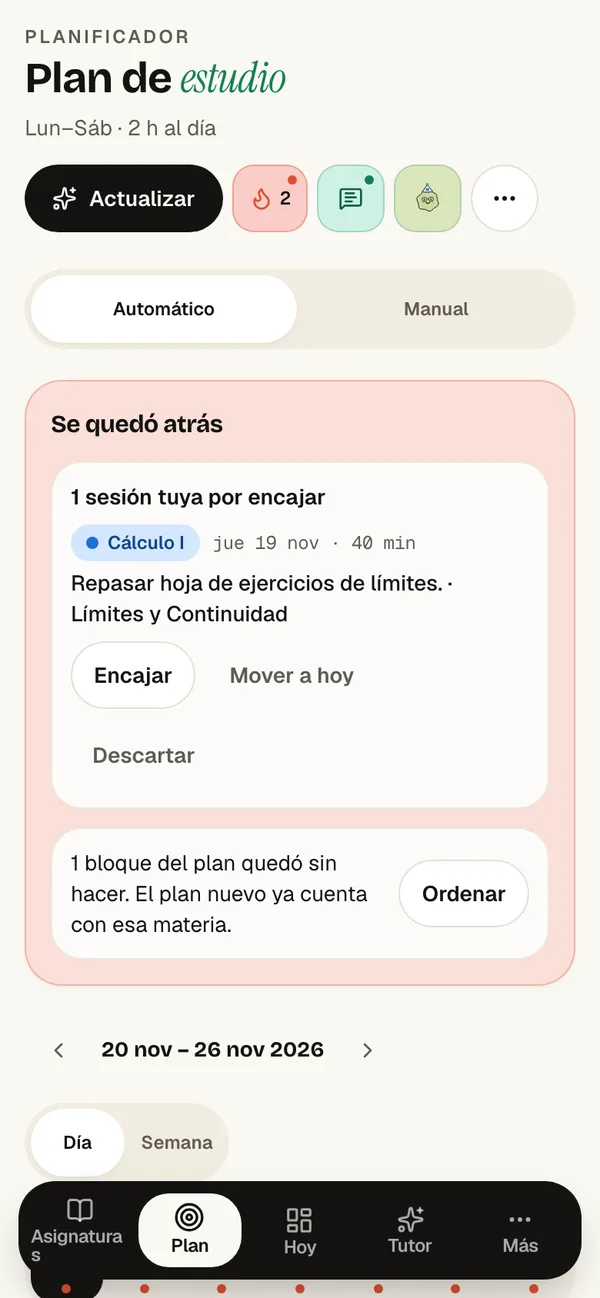 PLANIFICADOR
Plan de estudio
Lun–Sáb · 2 h al día
Actualizar
2
Automático
Manual
Se quedó atrás
1 sesión tuya por encajar
Cálculo I
jue 19 nov · 40 min
Repasar hoja de ejercicios de límites. ·
Límites y Continuidad
Encajar
Mover a hoy
Descartar
1 bloque del plan quedó sin
hacer. El plan nuevo ya cuenta
con esa materia.
Ordenar
20 nov – 26 nov 2026
Día
Semana
Asignatura
s
Plan
Hoy
Tutor
Más